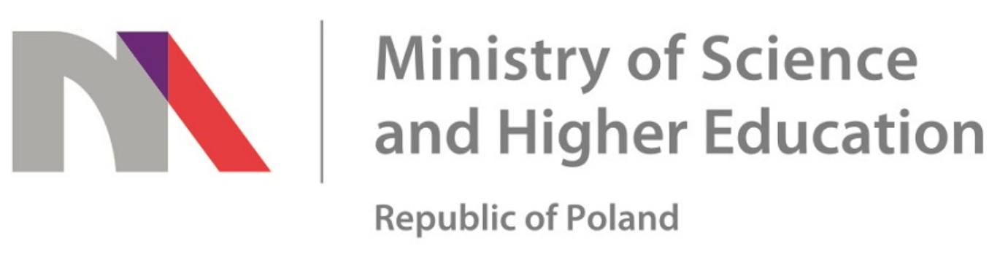 Ministry of Science
and Higher Education
Republic of Poland